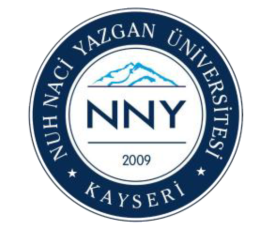 NUH NACİ YAZGAN ÜNİVERSİTESİ
NNY
2009
KAYSERİ